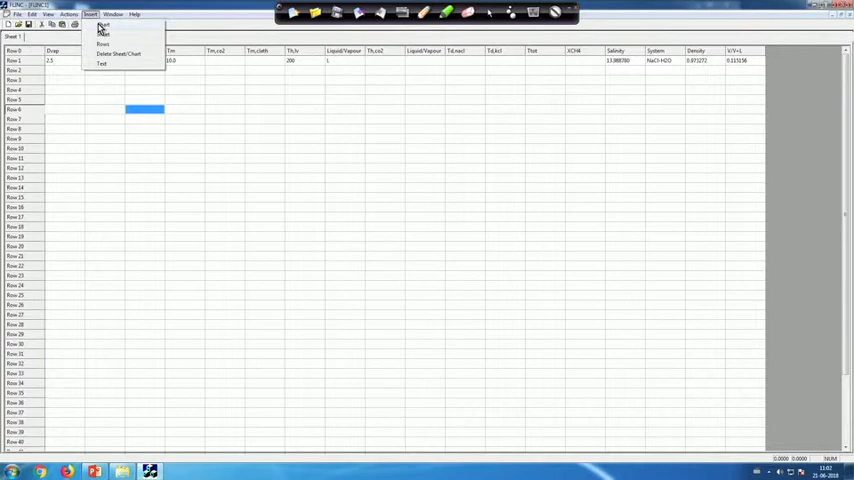 FLINC - [FLINC1]
File Edit View Actions Insert Window Help
Sheet 1
Rows
Delete Sheet/Chart
Text
Row 0 Dvap Tm Tm,co2 Tm,clath Th,lv Liquid/Vapour Th,co2 Liquid/Vapour Td,nacl Td,kcl Ttot XCH4 Salinity System Density V/V+L
Row 1 2.5 10.0 200 L 13.988780 NaCl-H2O 0.973272 0.115156
Row 2
Row 3
Row 4
Row 5
Row 6
Row 7
Row 8
Row 9
Row 10
Row 11
Row 12
Row 13
Row 14
Row 15
Row 16
Row 17
Row 18
Row 19
Row 20
Row 21
Row 22
Row 23
Row 24
Row 25
Row 26
Row 27
Row 28
Row 29
Row 30
Row 31
Row 32
Row 33
Row 34
Row 35
Row 36
Row 37
Row 38
Row 39
Row 40
0.0000 0.0000 NUM
11:02
21-06-2018